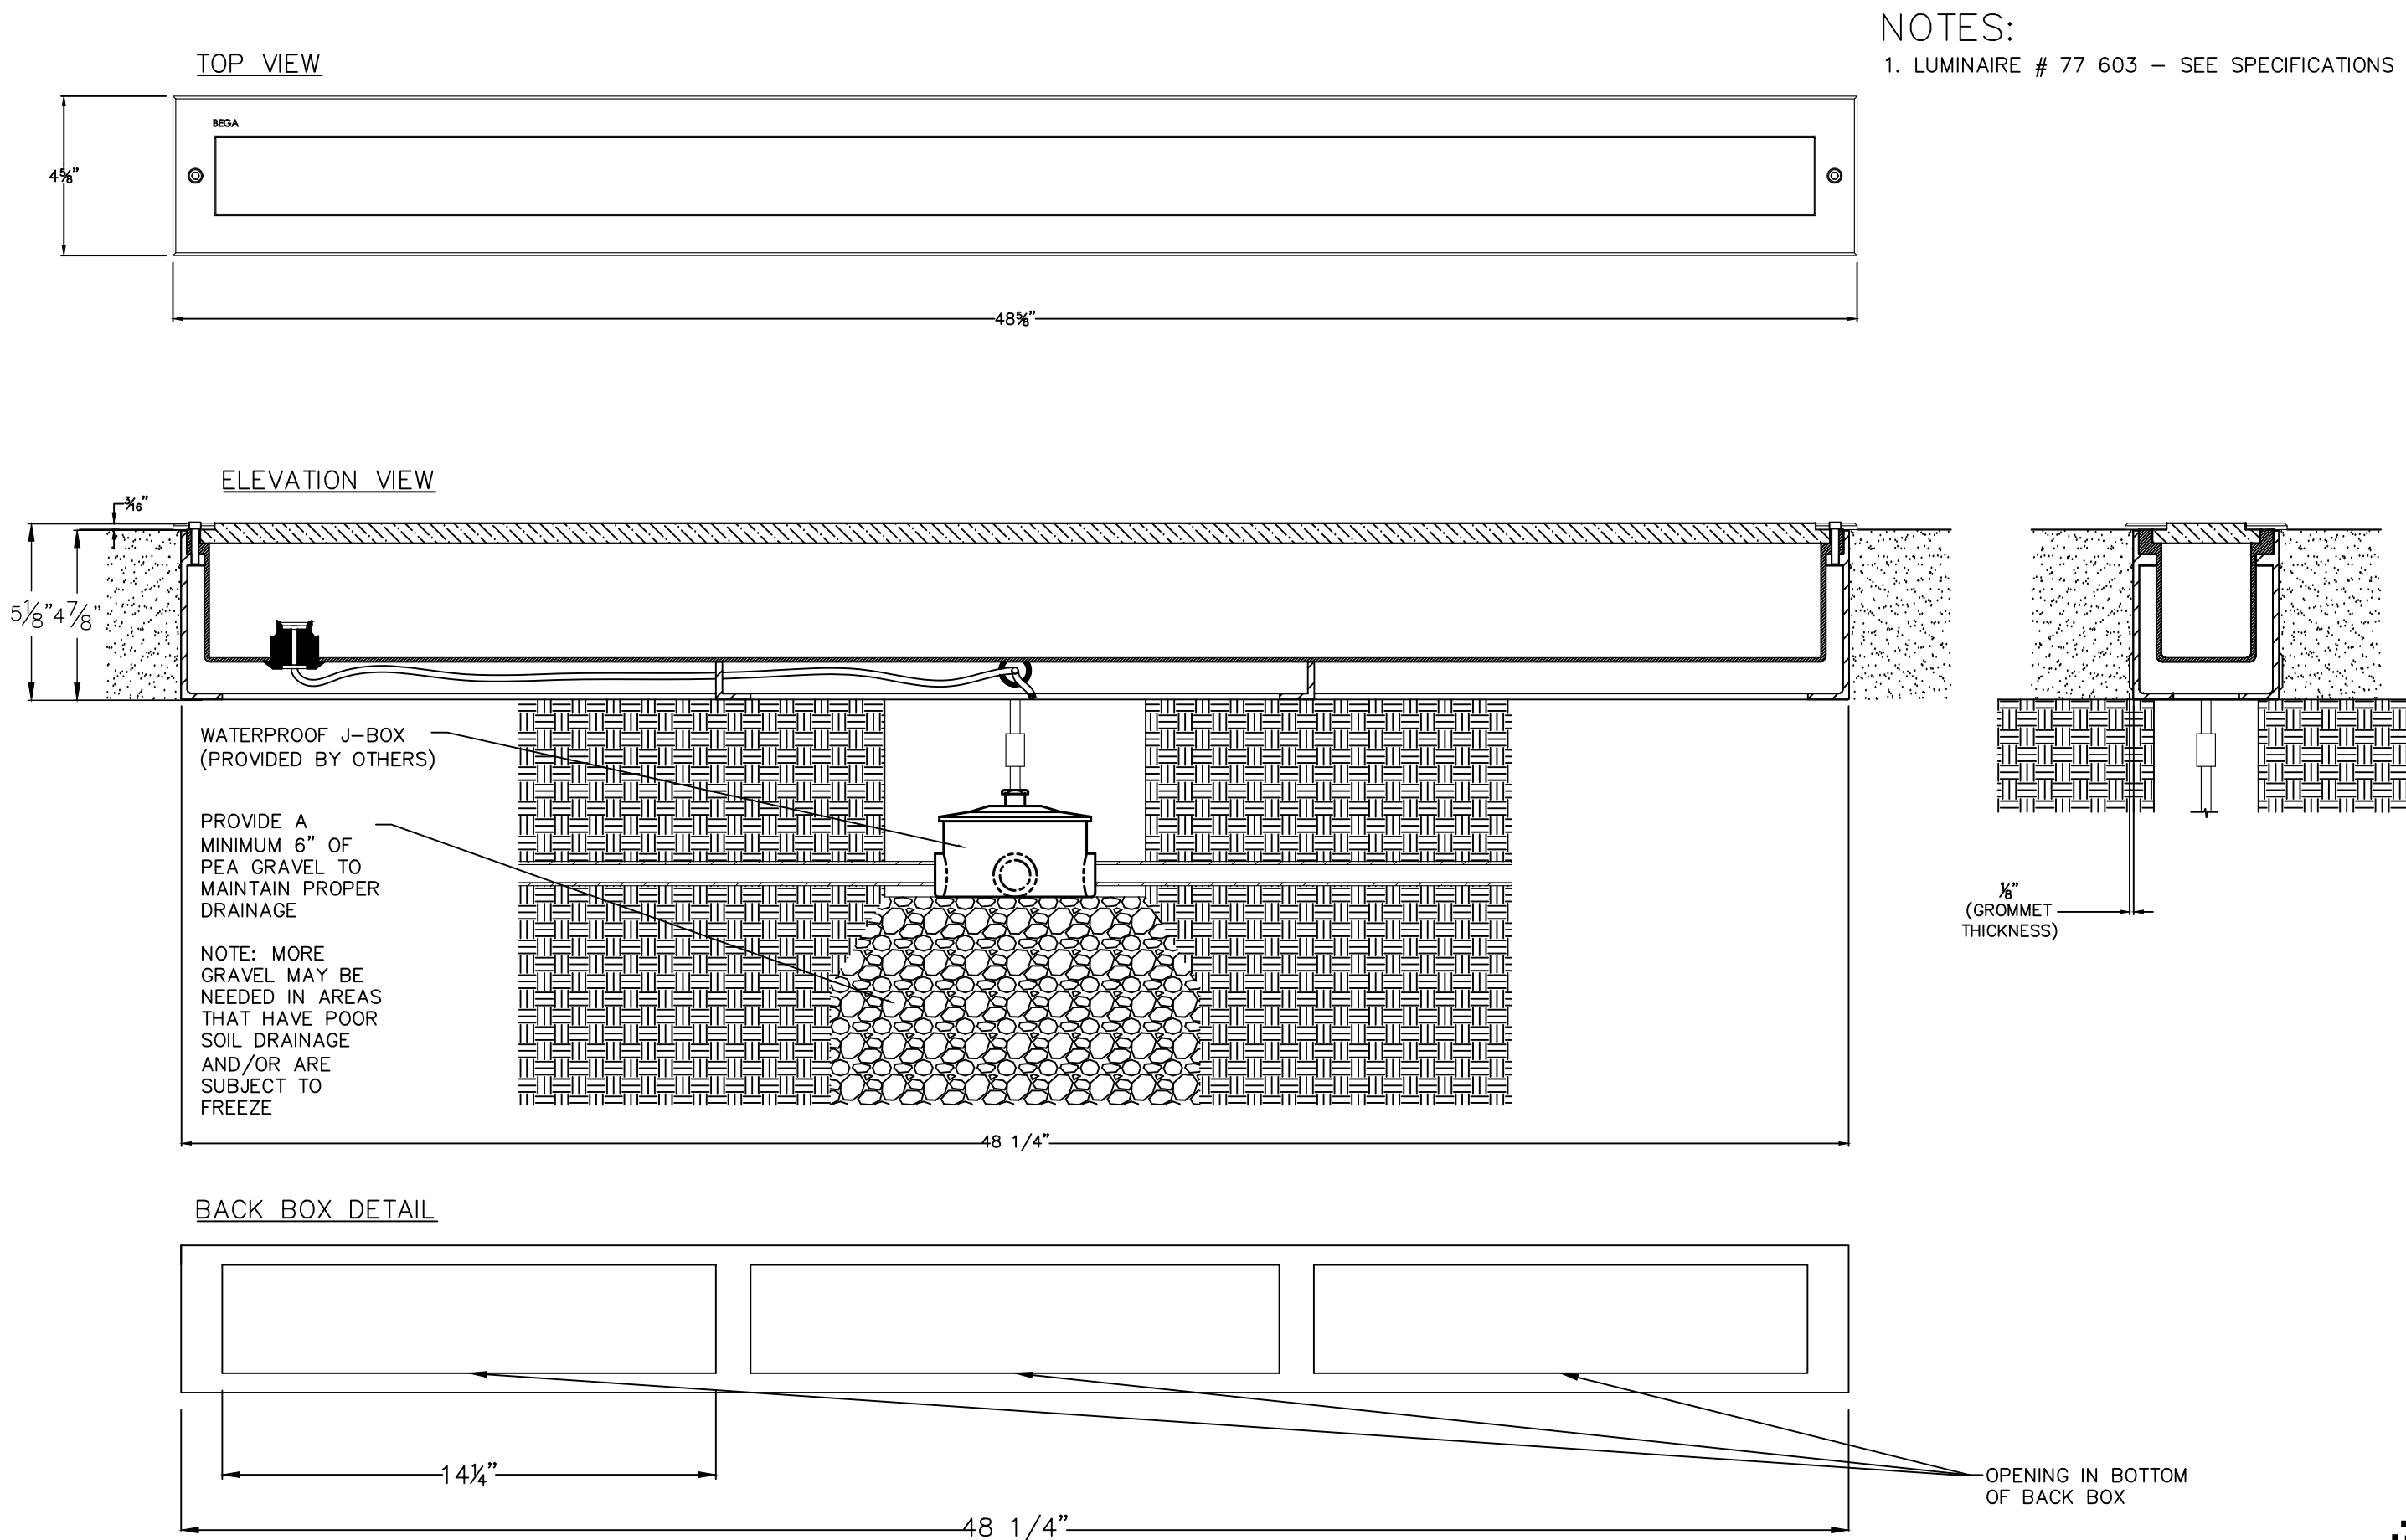 NOTES:
1. LUMINAIRE # 77 603 – SEE SPECIFICATIONS
TOP VIEW
BEGA
4⅝”
48⅝”
ELEVATION VIEW
3⁄16”
5⅛”
4⅞”
WATERPROOF J–BOX
(PROVIDED BY OTHERS)
PROVIDE A
MINIMUM 6” OF
PEA GRAVEL TO
MAINTAIN PROPER
DRAINAGE
NOTE: MORE
GRAVEL MAY BE
NEEDED IN AREAS
THAT HAVE POOR
SOIL DRAINAGE
AND/OR ARE
SUBJECT TO
FREEZE
⅛”
(GROMMET
THICKNESS)
48 1/4”
BACK BOX DETAIL
14¼”
OPENING IN BOTTOM
OF BACK BOX
48 1/4”